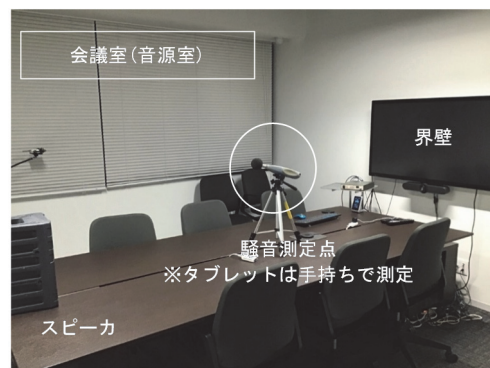 会議室(音源室)
界壁
騒音測定点
※タブレットは手持ちで測定
スピーカ